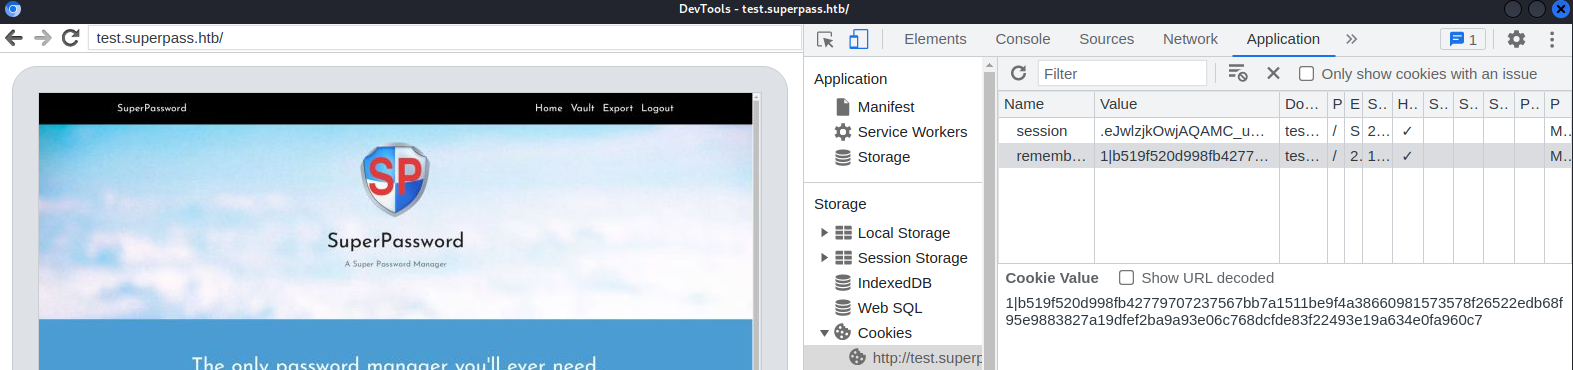 DevTools - test.superpass.htb/
test.superpass.htb/
SuperPassword
Home Vault Export Logout
SP
SuperPassword
A Super Password Manager
The only password manager you'll ever need
Elements Console Sources Network Application 1
Application
Manifest
Service Workers
Storage
Storage
Local Storage
Session Storage
IndexedDB
Web SQL
Cookies
http://test.superp
Filter
Only show cookies with an issue
Name Value Do... P E S.. H.. S.. S.. S.. P.. P
session .eJwlzjkOwjAQAMC_u... tes... / S 2... ✓ M..
rememb... 1|b519f520d998fb4277... tes... / 2. 1... ✓ M..
Cookie Value Show URL decoded
1|b519f520d998fb42779707237567bb7a1511be9f4a38660981573578f26522edb68f
95e9883827a19dfef2ba9a93e06c768dcfde83f22493e19a634e0fa960c7